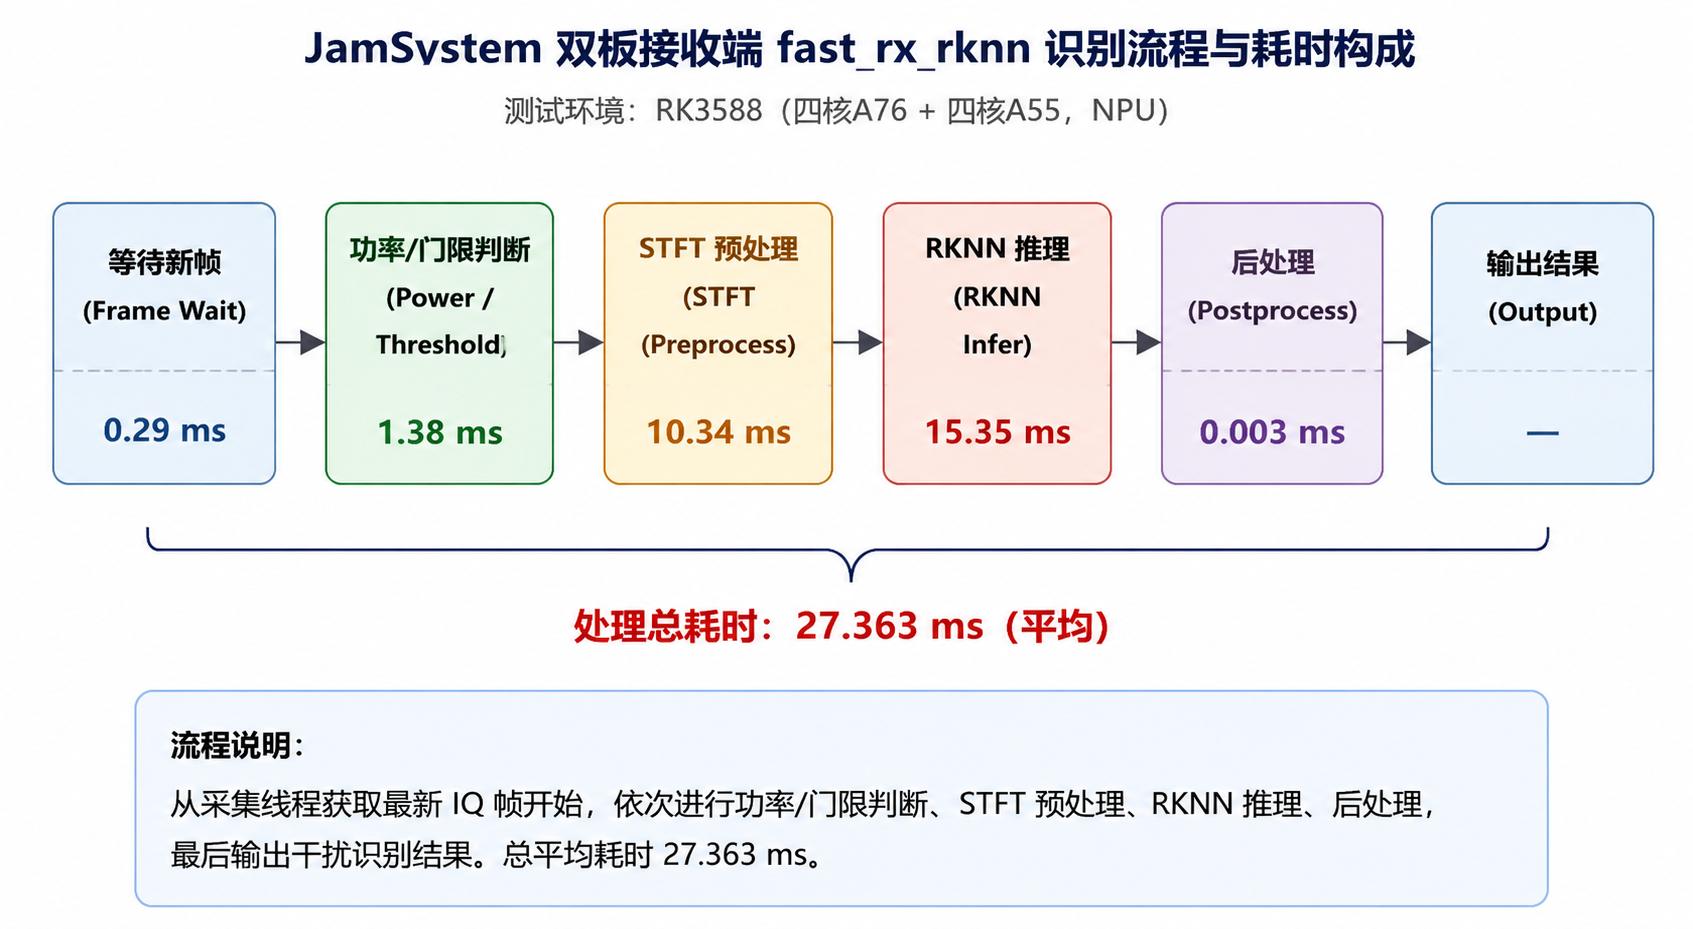 JamSystem 双板接收端 fast_rx_rknn 识别流程与耗时构成
测试环境：RK3588（四核A76 + 四核A55，NPU）
等待新帧
(Frame Wait)
0.29 ms
功率/门限判断
(Power /
Threshold)
1.38 ms
STFT 预处理
(STFT
(Preprocess)
10.34 ms
RKNN 推理
(RKNN
Infer)
15.35 ms
后处理
(Postprocess)
0.003 ms
输出结果
(Output)
—
处理总耗时：27.363 ms（平均）
流程说明：
从采集线程获取最新 IQ 帧开始，依次进行功率/门限判断、STFT 预处理、RKNN 推理、后处理，
最后输出干扰识别结果。总平均耗时 27.363 ms。